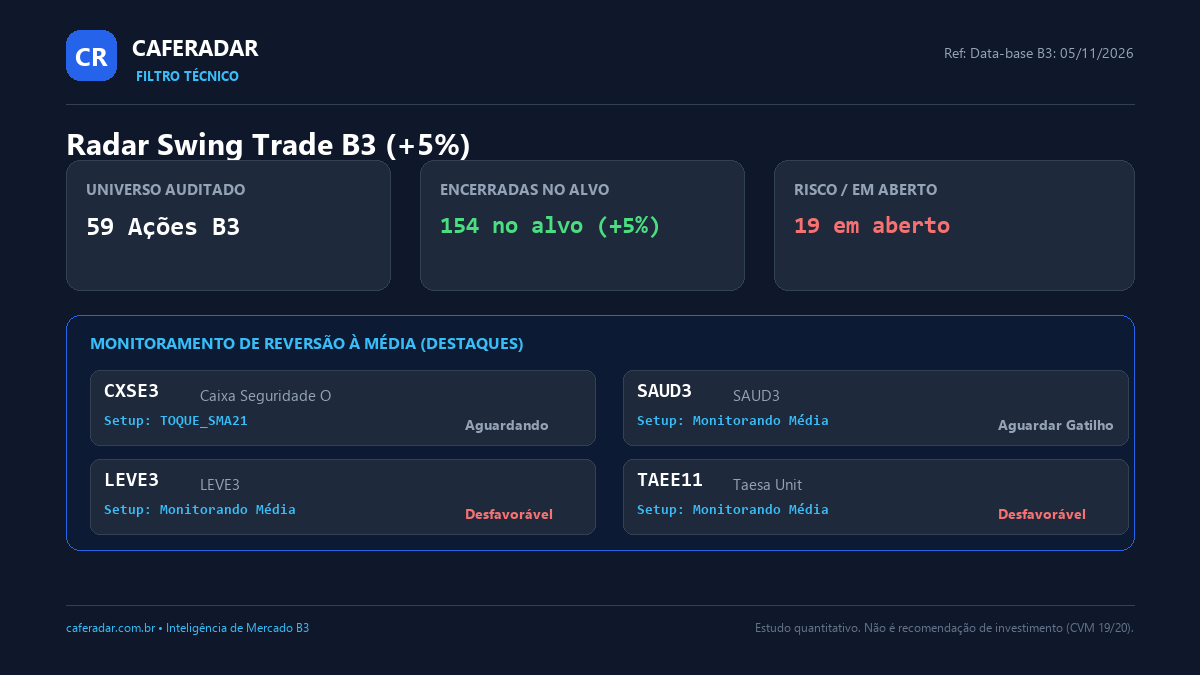 CR
CAFERADAR
FILTRO TÉCNICO
Ref: Data-base B3: 05/11/2026
Radar Swing Trade B3 (+5%)
UNIVERSO AUDITADO
59 Ações B3
ENCERRADAS NO ALVO
154 no alvo (+5%)
RISCO / EM ABERTO
19 em aberto
MONITORAMENTO DE REVERSÃO À MÉDIA (DESTAQUES)
CXSE3 Caixa Seguridade O
Setup: TOQUE_SMA21
Aguardando
SAUD3 SAUD3
Setup: Monitorando Média
Aguardar Gatilho
LEVE3 LEVE3
Setup: Monitorando Média
Desfavorável
TAEE11 Taesa Unit
Setup: Monitorando Média
Desfavorável
caferadar.com.br • Inteligência de Mercado B3
Estudo quantitativo. Não é recomendação de investimento (CVM 19/20).